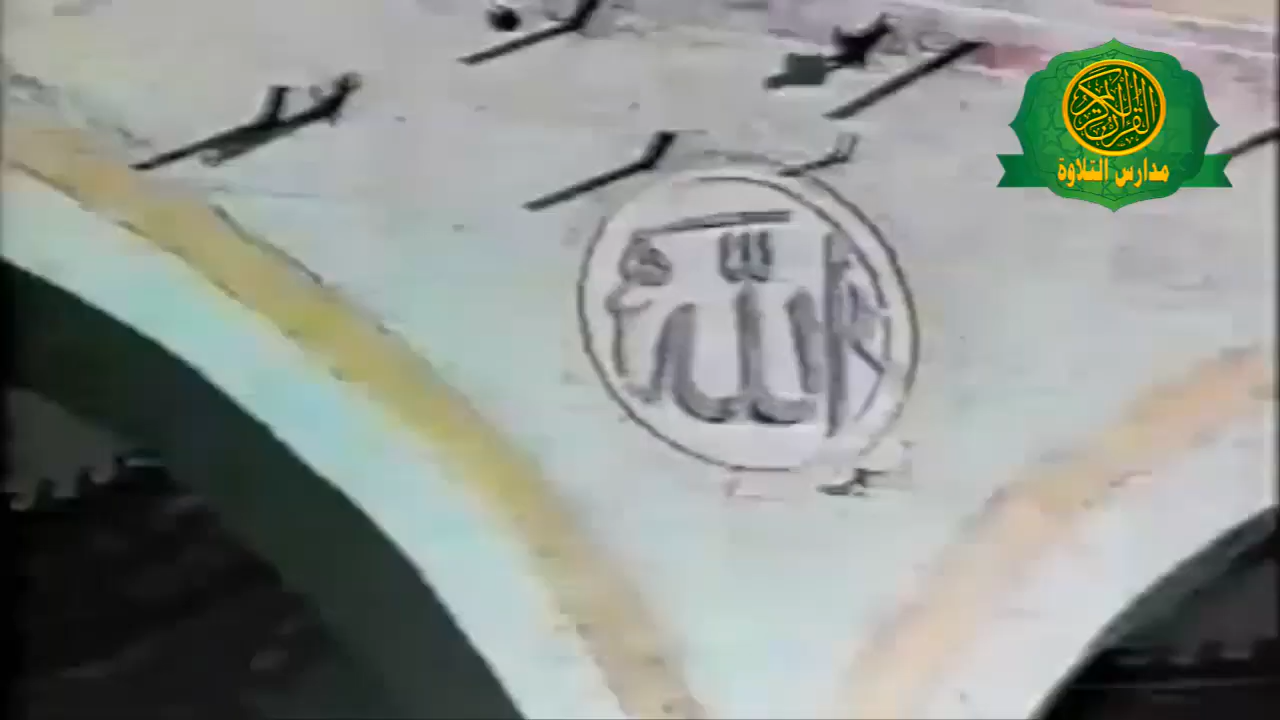 القرآن الكريم
مدارس التلاوة
الله